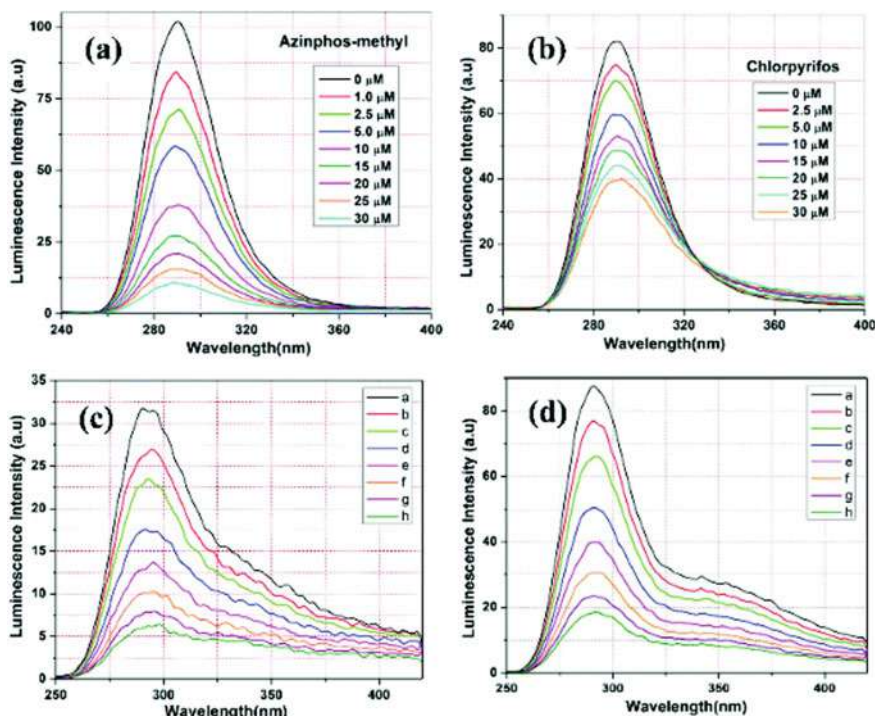 (a)
Azinphos-methyl
0 μM
1.0 μM
2.5 μM
5.0 μM
10 μM
15 μM
20 μM
25 μM
30 μM
Luminescence Intensity (a.u)
100
75
50
25
0
240 280 320 360 400
Wavelength(nm)
(b)
Chlorpyrifos
0 μM
2.5 μM
5.0 μM
10 μM
15 μM
20 μM
25 μM
30 μM
Luminescence Intensity (a.u)
80
60
40
20
0
240 280 320 360 400
Wavelength(nm)
(c)
a
b
c
d
e
f
g
h
Luminescence Intensity (a.u)
35
30
25
20
15
10
5
0
250 300 350 400
Wavelength(nm)
(d)
a
b
c
d
e
f
g
h
Luminescence Intensity (a.u)
80
60
40
20
0
250 300 350 400
Wavelength(nm)